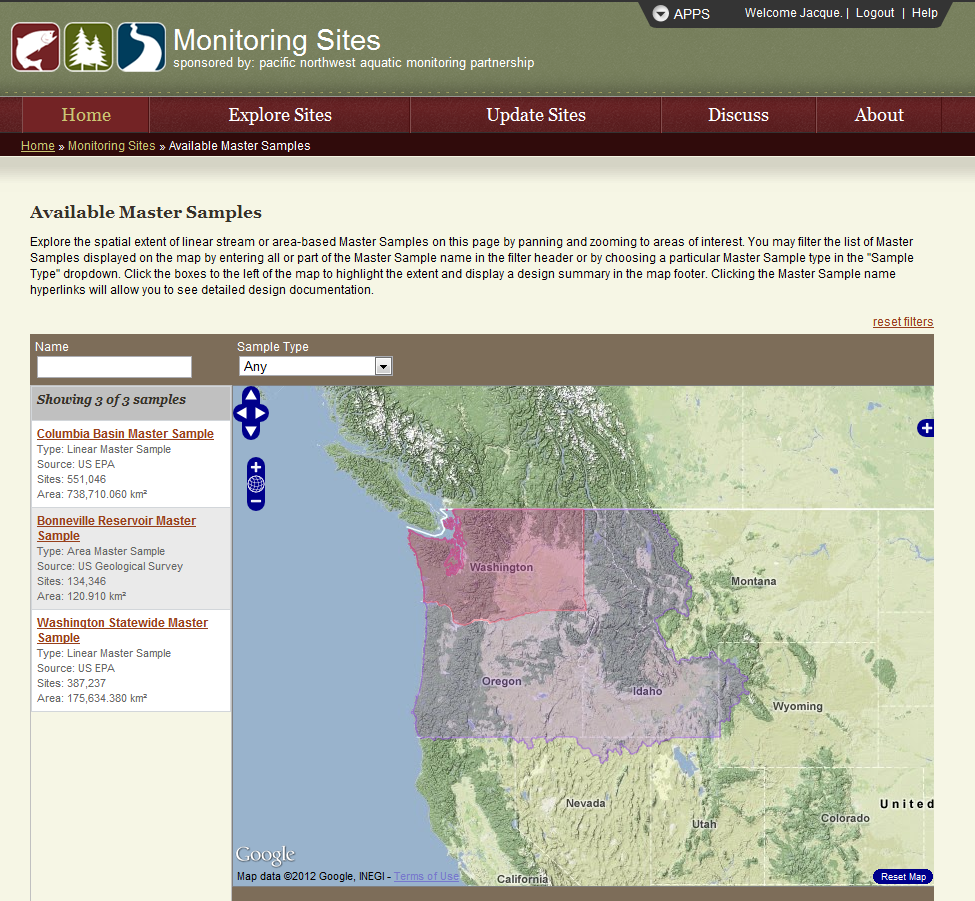 APPS
Welcome Jacque. | Logout | Help
Monitoring Sites
sponsored by: pacific northwest aquatic monitoring partnership
Home Explore Sites Update Sites Discuss About
Home » Monitoring Sites » Available Master Samples
Available Master Samples
Explore the spatial extent of linear stream or area-based Master Samples on this page by panning and zooming to areas of interest. You may filter the list of Master
Samples displayed on the map by entering all or part of the Master Sample name in the filter header or by choosing a particular Master Sample type in the "Sample
Type" dropdown. Click the boxes to the left of the map to highlight the extent and display a design summary in the map footer. Clicking the Master Sample name
hyperlinks will allow you to see detailed design documentation.
reset filters
Name
Sample Type
Any
Showing 3 of 3 samples
Columbia Basin Master Sample
Type: Linear Master Sample
Source: US EPA
Sites: 551,046
Area: 738,710.060 km²
Bonneville Reservoir Master
Sample
Type: Area Master Sample
Source: US Geological Survey
Sites: 134,346
Area: 120.910 km²
Washington Statewide Master
Sample
Type: Linear Master Sample
Source: US EPA
Sites: 387,237
Area: 175,634.380 km²
Washington
Montana
Oregon
Idaho
Wyoming
Nevada
United
Utah
Colorado
California
Google
Map data ©2012 Google, INEGI - Terms of Use
Reset Map